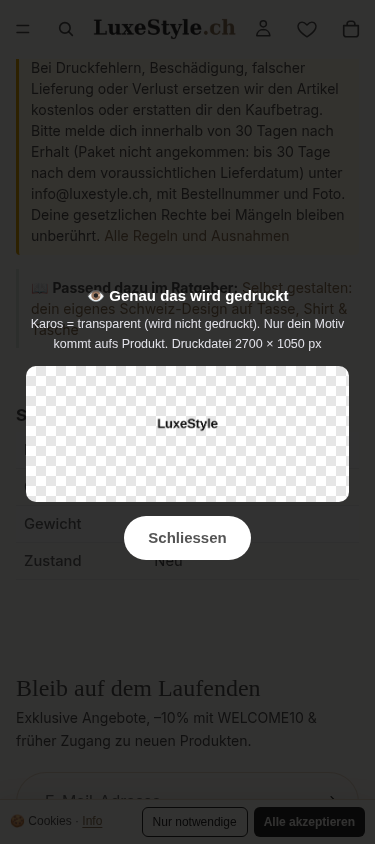 LuxeStyle.ch
Bei Druckfehlern, Beschädigung, falscher
Lieferung oder Verlust ersetzen wir den Artikel
kostenlos oder erstatten dir den Kaufbetrag.
Bitte melde dich innerhalb von 30 Tagen nach
Erhalt (Paket nicht angekommen: bis 30 Tage
nach dem voraussichtlichen Lieferdatum) unter
info@luxestyle.ch, mit Bestellnummer und Foto.
Deine gesetzlichen Rechte bei Mängeln bleiben
unberührt. Alle Regeln und Ausnahmen
📖 Passend dazu im Ratgeber: Selbst gestalten:
dein eigenes Schweiz-Design auf Tasse, Shirt &
Tasche
👁️ Genau das wird gedruckt
Karos = transparent (wird nicht gedruckt). Nur dein Motiv
kommt aufs Produkt. Druckdatei 2700 × 1050 px
LuxeStyle
Gewicht
Schliessen
Zustand Neu
Bleib auf dem Laufenden
Exklusive Angebote, –10% mit WELCOME10 &
früher Zugang zu neuen Produkten.
🍪 Cookies · Info
Nur notwendige
Alle akzeptieren